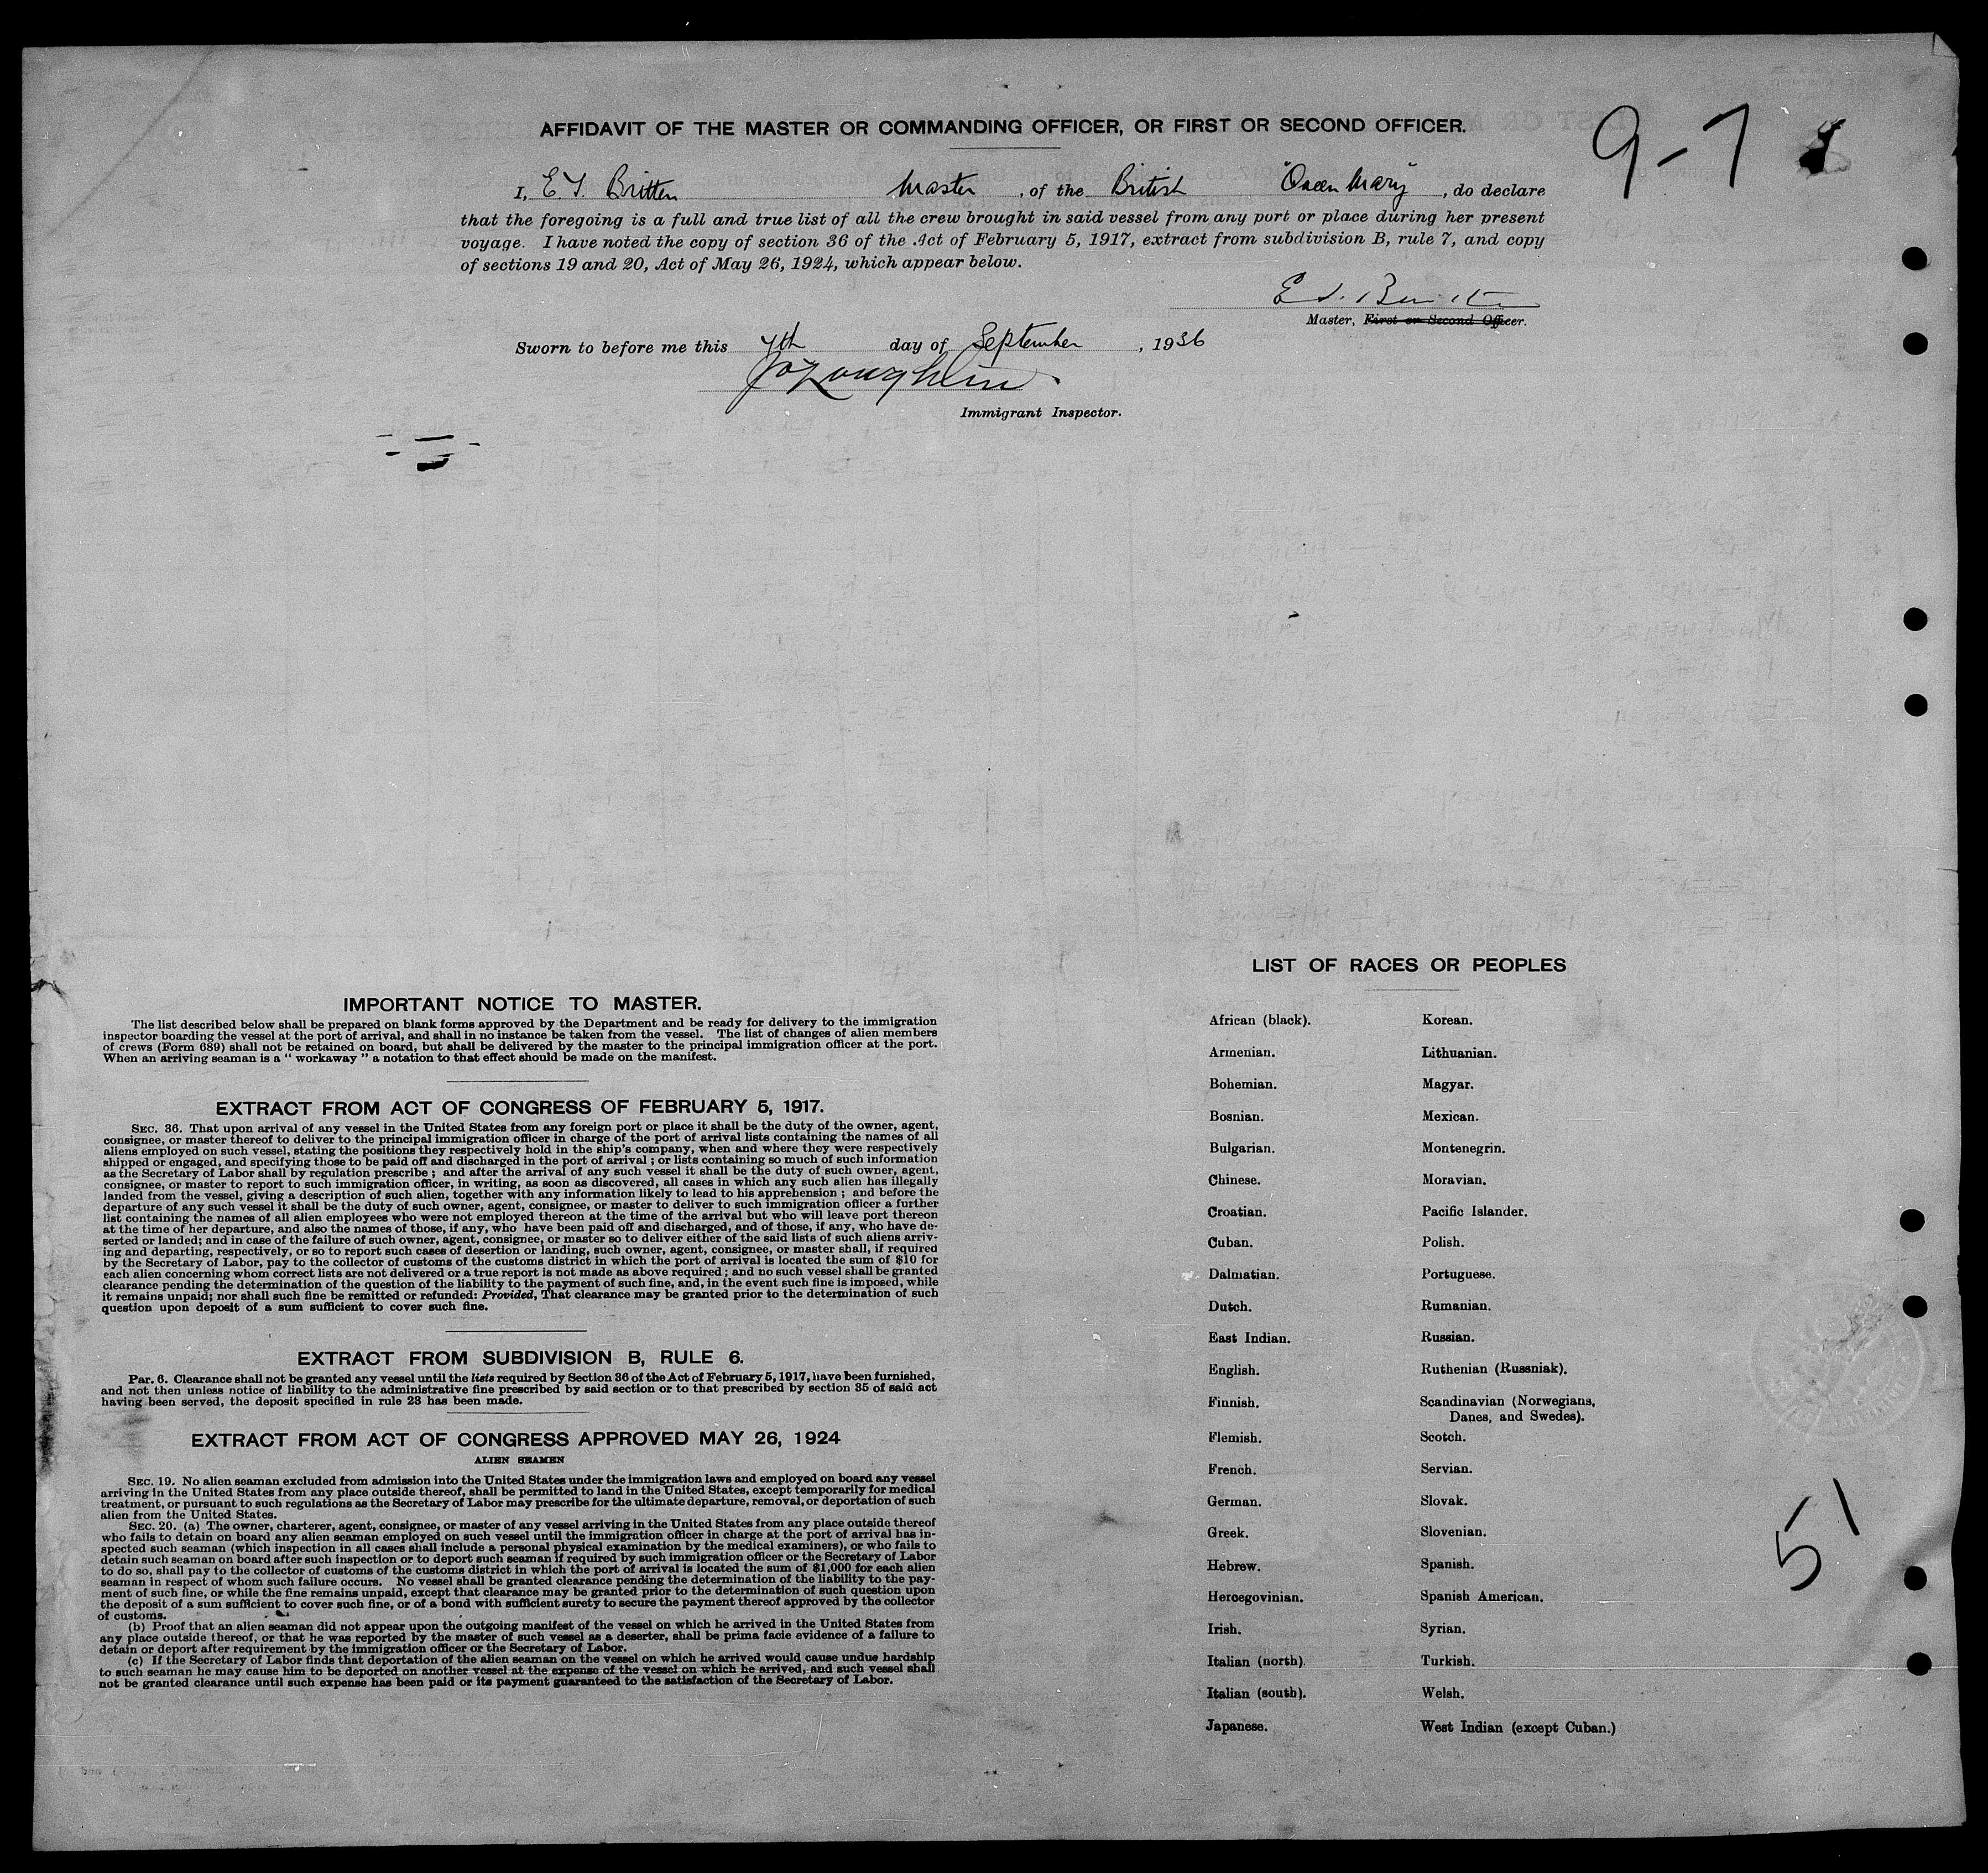 AFFIDAVIT OF THE MASTER OR COMMANDING OFFICER, OR FIRST OR SECOND OFFICER.
9-7
I, E. T. Britten Master, of the British "Queen Mary", do declare
that the foregoing is a full and true list of all the crew brought in said vessel from any port or place during her present
voyage. I have noted the copy of section 36 of the Act of February 5, 1917, extract from subdivision B, rule 7, and copy
of sections 19 and 20, Act of May 26, 1924, which appear below.
Master, First or Second Officer.
Sworn to before me this 7th day of September, 1936
Immigrant Inspector.
IMPORTANT NOTICE TO MASTER.
The list described below shall be prepared on blank forms approved by the Department and be ready for delivery to the immigration
inspector boarding the vessel at the port of arrival, and shall in no instance be taken from the vessel. The list of changes of alien members
of crews (Form 689) shall not be retained on board, but shall be delivered by the master to the principal immigration officer at the port.
When an arriving seaman is a " workaway " a notation to that effect should be made on the manifest.
EXTRACT FROM ACT OF CONGRESS OF FEBRUARY 5, 1917.
SEC. 36. That upon arrival of any vessel in the United States from any foreign port or place it shall be the duty of the owner, agent,
consignee, or master thereof to deliver to the principal immigration officer in charge of the port of arrival lists containing the names of all
aliens employed on such vessel, stating the positions they respectively hold in the ship's company, when and where they were respectively
shipped or engaged, and specifying those to be paid off and discharged in the port of arrival ; or lists containing so much of such information
as the Secretary of Labor shall by regulation prescribe ; and after the arrival of any such vessel it shall be the duty of such owner, agent,
consignee, or master to report to such immigration officer, in writing, as soon as discovered, all cases in which any such alien has illegally
landed from the vessel, giving a description of such alien, together with any information likely to lead to his apprehension ; and before the
departure of any such vessel it shall be the duty of such owner, agent, consignee, or master to deliver to such immigration officer a further
list containing the names of all alien employees who were not employed thereon at the time of the arrival but who will leave port thereon
at the time of her departure, and also the names of those, if any, who have been paid off and discharged, and of those, if any, who have de-
serted or landed; and in case of the failure of such owner, agent, consignee, or master so to deliver either of the said lists of such aliens arriv-
ing and departing, respectively, or so to report such cases of desertion or landing, such owner, agent, consignee, or master shall, if required
by the Secretary of Labor, pay to the collector of customs of the customs district in which the port of arrival is located the sum of $10 for
each alien concerning whom correct lists are not delivered or a true report is not made as above required ; and no such vessel shall be granted
clearance pending the determination of the question of the liability to the payment of such fine, and, in the event such fine is imposed, while
it remains unpaid; nor shall such fine be remitted or refunded: Provided, That clearance may be granted prior to the determination of such
question upon deposit of a sum sufficient to cover such fine.
EXTRACT FROM SUBDIVISION B, RULE 6.
Par. 6. Clearance shall not be granted any vessel until the lists required by Section 36 of the Act of February 5, 1917, have been furnished,
and not then unless notice of liability to the administrative fine prescribed by said section or to that prescribed by section 35 of said act
having been served, the deposit specified in rule 23 has been made.
EXTRACT FROM ACT OF CONGRESS APPROVED MAY 26, 1924
ALIEN SEAMEN
SEC. 19. No alien seaman excluded from admission into the United States under the immigration laws and employed on board any vessel
arriving in the United States from any place outside thereof, shall be permitted to land in the United States, except temporarily for medical
treatment, or pursuant to such regulations as the Secretary of Labor may prescribe for the ultimate departure, removal, or deportation of such
alien from the United States.
SEC. 20. (a) The owner, charterer, agent, consignee, or master of any vessel arriving in the United States from any place outside thereof
who fails to detain on board any alien seaman employed on such vessel until the immigration officer in charge at the port of arrival has in-
spected such seaman (which inspection in all cases shall include a personal physical examination by the medical examiners), or who fails to
detain such seaman on board after such inspection or to deport such seaman if required by such immigration officer or the Secretary of Labor
to do so, shall pay to the collector of customs of the customs district in which the port of arrival is located the sum of $1,000 for each alien
seaman in respect of whom such failure occurs. No vessel shall be granted clearance pending the determination of the liability to the pay-
ment of such fine, or while the fine remains unpaid, except that clearance may be granted prior to the determination of such question upon
the deposit of a sum sufficient to cover such fine, or of a bond with sufficient surety to secure the payment thereof approved by the collector
of customs.
(b) Proof that an alien seaman did not appear upon the outgoing manifest of the vessel on which he arrived in the United States from
any place outside thereof, or that he was reported by the master of such vessel as a deserter, shall be prima facie evidence of a failure to
detain or deport after requirement by the immigration officer or the Secretary of Labor.
(c) If the Secretary of Labor finds that deportation of the alien seaman on the vessel on which he arrived would cause undue hardship
to such seaman he may cause him to be deported on another vessel at the expense of the vessel on which he arrived, and such vessel shall
not be granted clearance until such expense has been paid or its payment guaranteed to the satisfaction of the Secretary of Labor.
LIST OF RACES OR PEOPLES
African (black).
Armenian.
Bohemian.
Bosnian.
Bulgarian.
Chinese.
Croatian.
Cuban.
Dalmatian.
Dutch.
East Indian.
English.
Finnish.
Flemish.
French.
German.
Greek.
Hebrew.
Hercegovinian.
Irish.
Italian (north).
Italian (south).
Japanese.
Korean.
Lithuanian.
Magyar.
Mexican.
Montenegrin.
Moravian.
Pacific Islander.
Polish.
Portuguese.
Rumanian.
Russian.
Ruthenian (Russniak).
Scandinavian (Norwegians,
Danes, and Swedes).
Scotch.
Servian.
Slovak.
Slovenian.
Spanish.
Spanish American.
Syrian.
Turkish.
Welsh.
West Indian (except Cuban.)
51